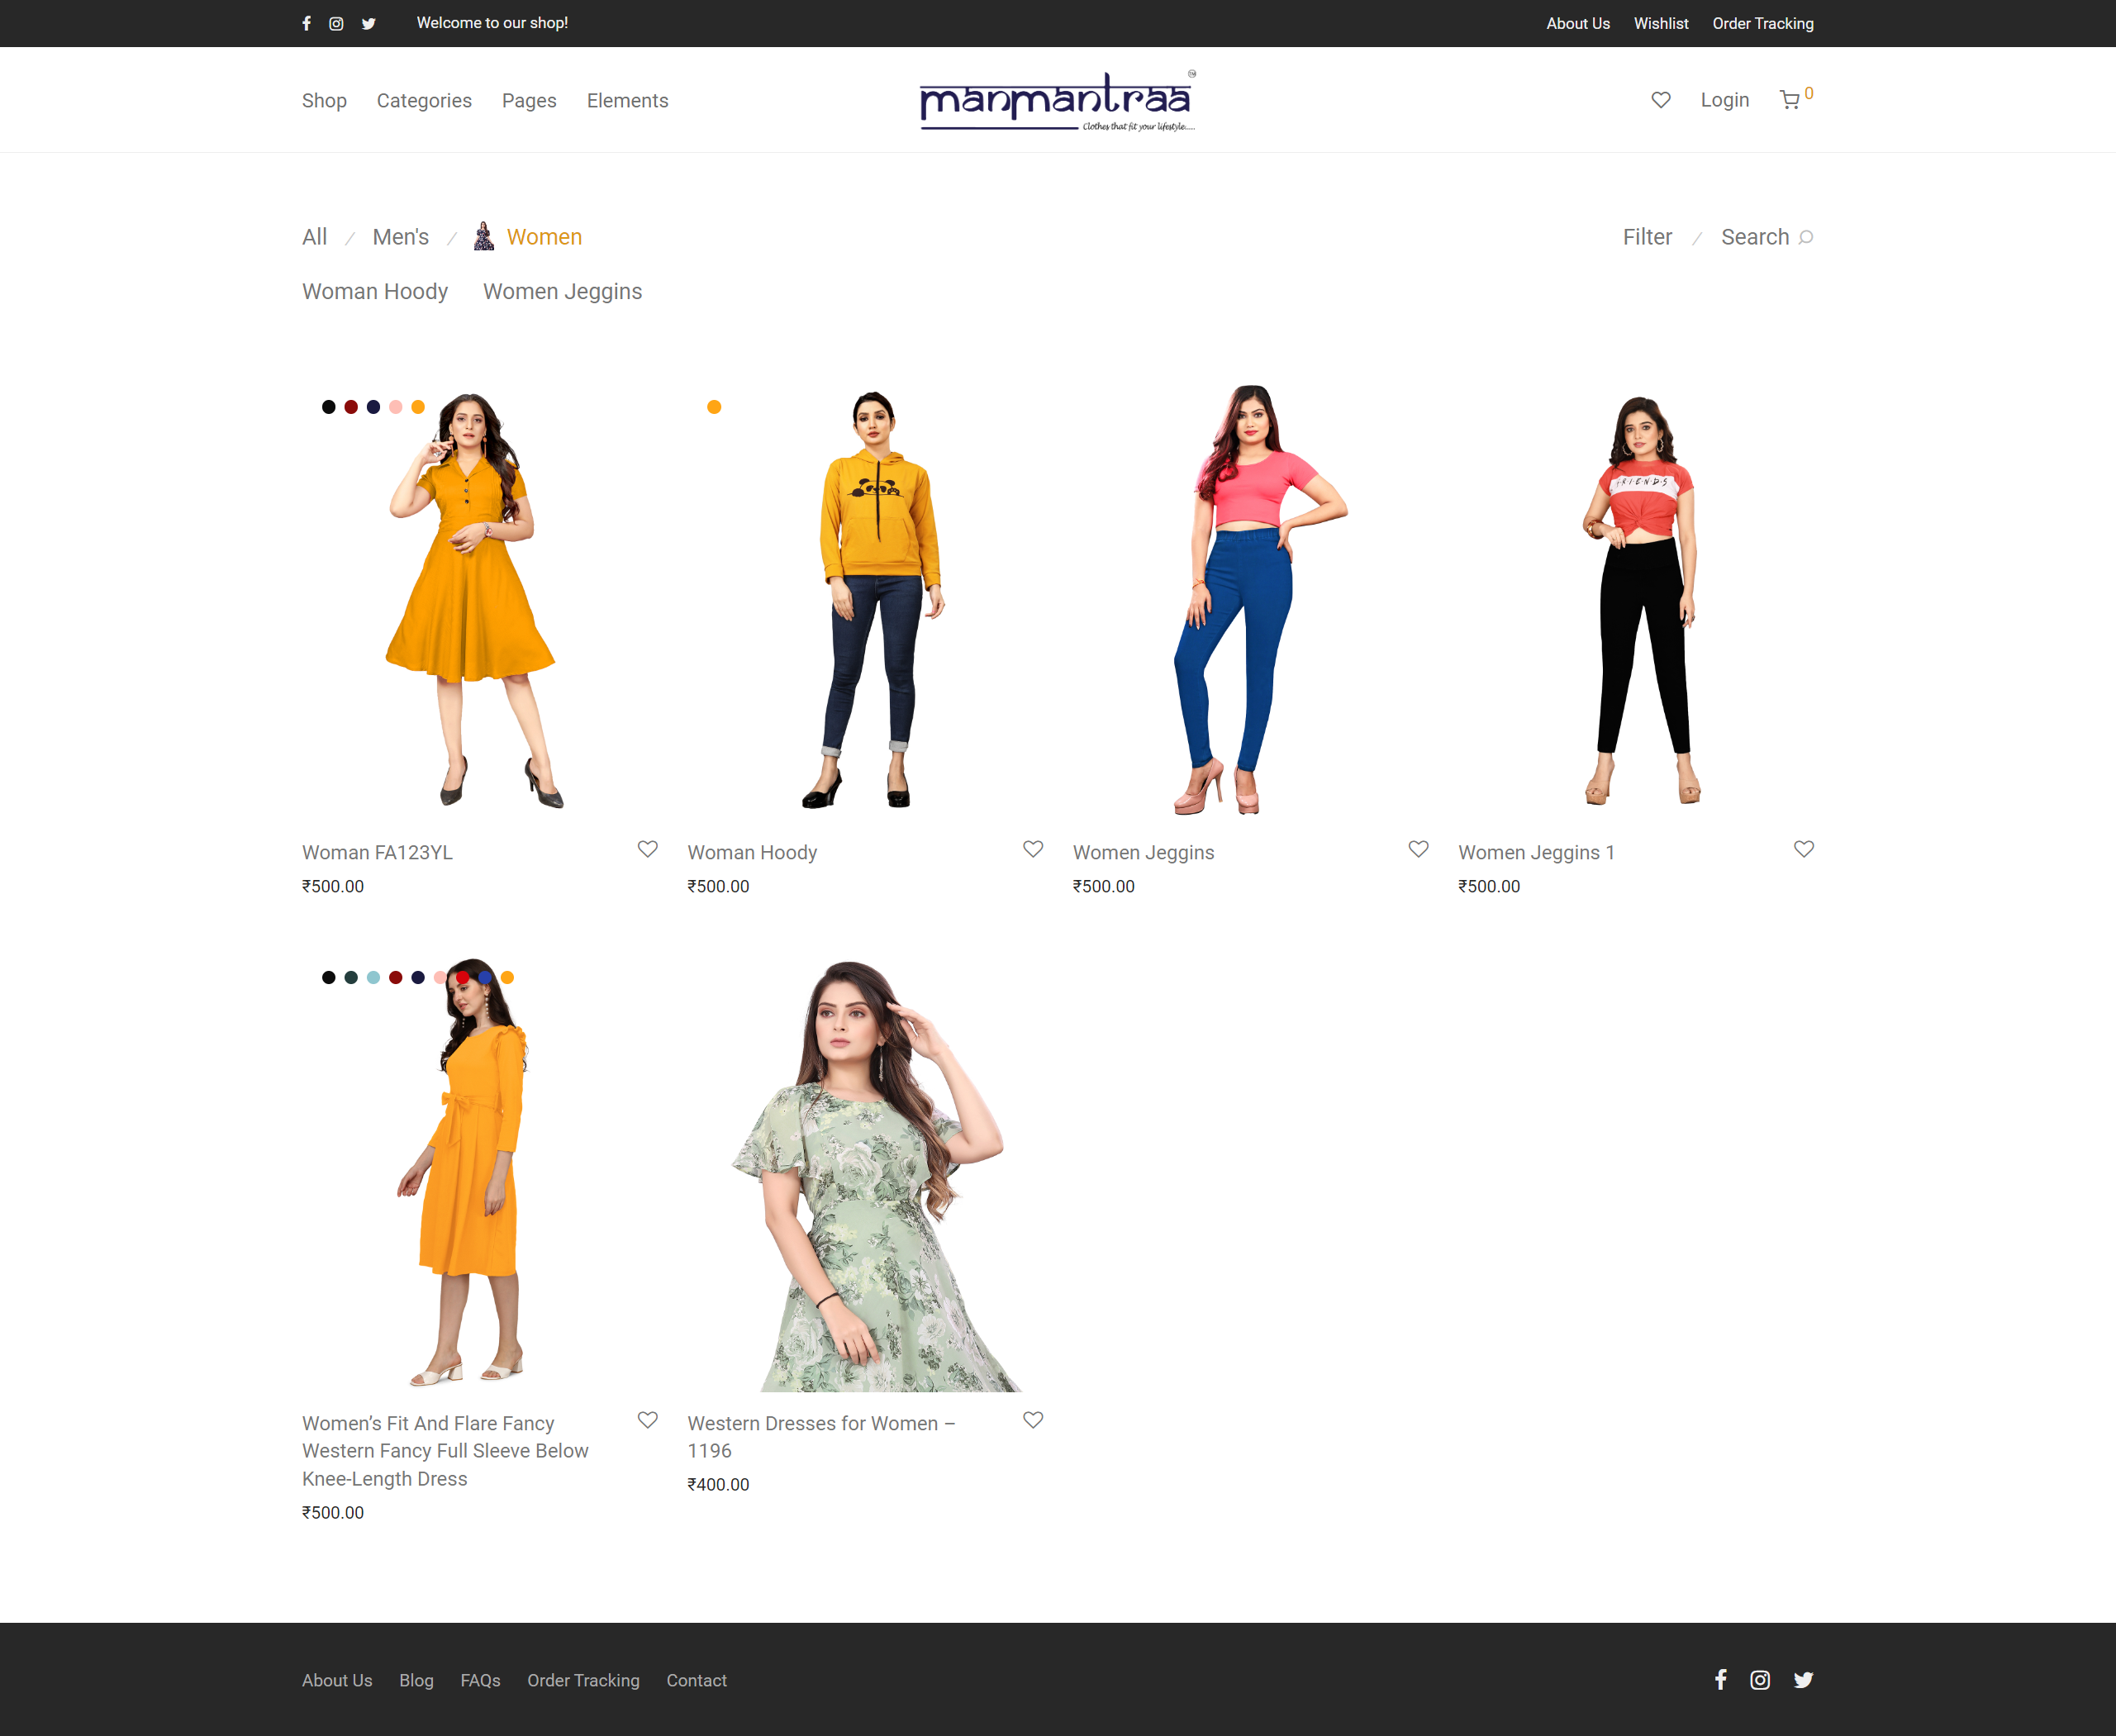 Welcome to our shop!
About Us Wishlist Order Tracking
Shop Categories Pages Elements
manmantraa
TM
Clothes that fit your lifestyle.....
Login 0
All / Men's / Women
Filter / Search
Woman Hoody Women Jeggins
F·R·I·E·N·D·S
Woman FA123YL
₹500.00
Woman Hoody
₹500.00
Women Jeggins
₹500.00
Women Jeggins 1
₹500.00
Women’s Fit And Flare Fancy
Western Fancy Full Sleeve Below
Knee-Length Dress
₹500.00
Western Dresses for Women –
1196
₹400.00
About Us Blog FAQs Order Tracking Contact